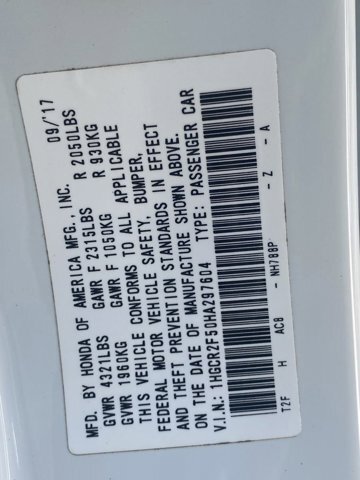 MFD. BY HONDA OF AMERICA MFG., INC. 09/'17
GVWR 4321LBS GAWR F 2315LBS R 2050LBS
GVWR 1960KG GAWR F 1050KG R 930KG
THIS VEHICLE CONFORMS TO ALL APPLICABLE
FEDERAL MOTOR VEHICLE SAFETY, BUMPER,
AND THEFT PREVENTION STANDARDS IN EFFECT
ON THE DATE OF MANUFACTURE SHOWN ABOVE.
V.I.N.: 1HGCR2F50HA297604 TYPE: PASSENGER CAR
T2F H AC8 - NH788P - Z - A